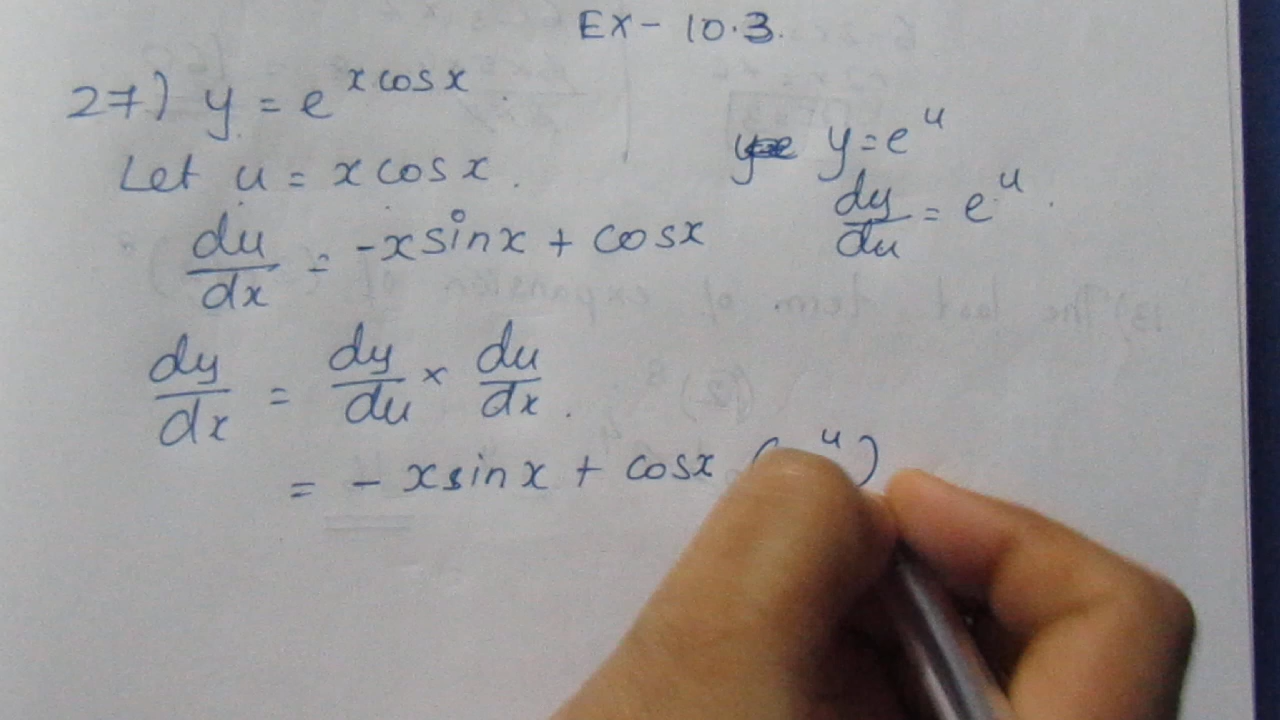 EX - 10.3.
27) y = e^{x cos x}.
Let u = x cos x.
du/dx = -x sin x + cos x
y = e^u
dy/du = e^u.
dy/dx = dy/du × du/dx.
= - x sin x + cos x ( ^u)